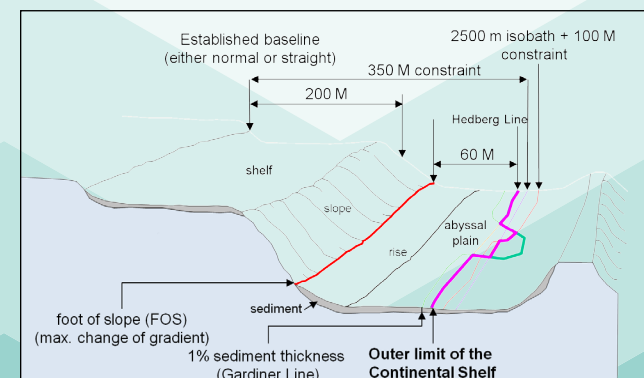 Established baseline
(either normal or straight)
2500 m isobath + 100 M
constraint
350 M constraint
200 M
Hedberg Line
60 M
shelf
slope
abyssal
plain
rise
sediment
foot of slope (FOS)
(max. change of gradient)
1% sediment thickness
(Gardiner Line)
Outer limit of the
Continental Shelf